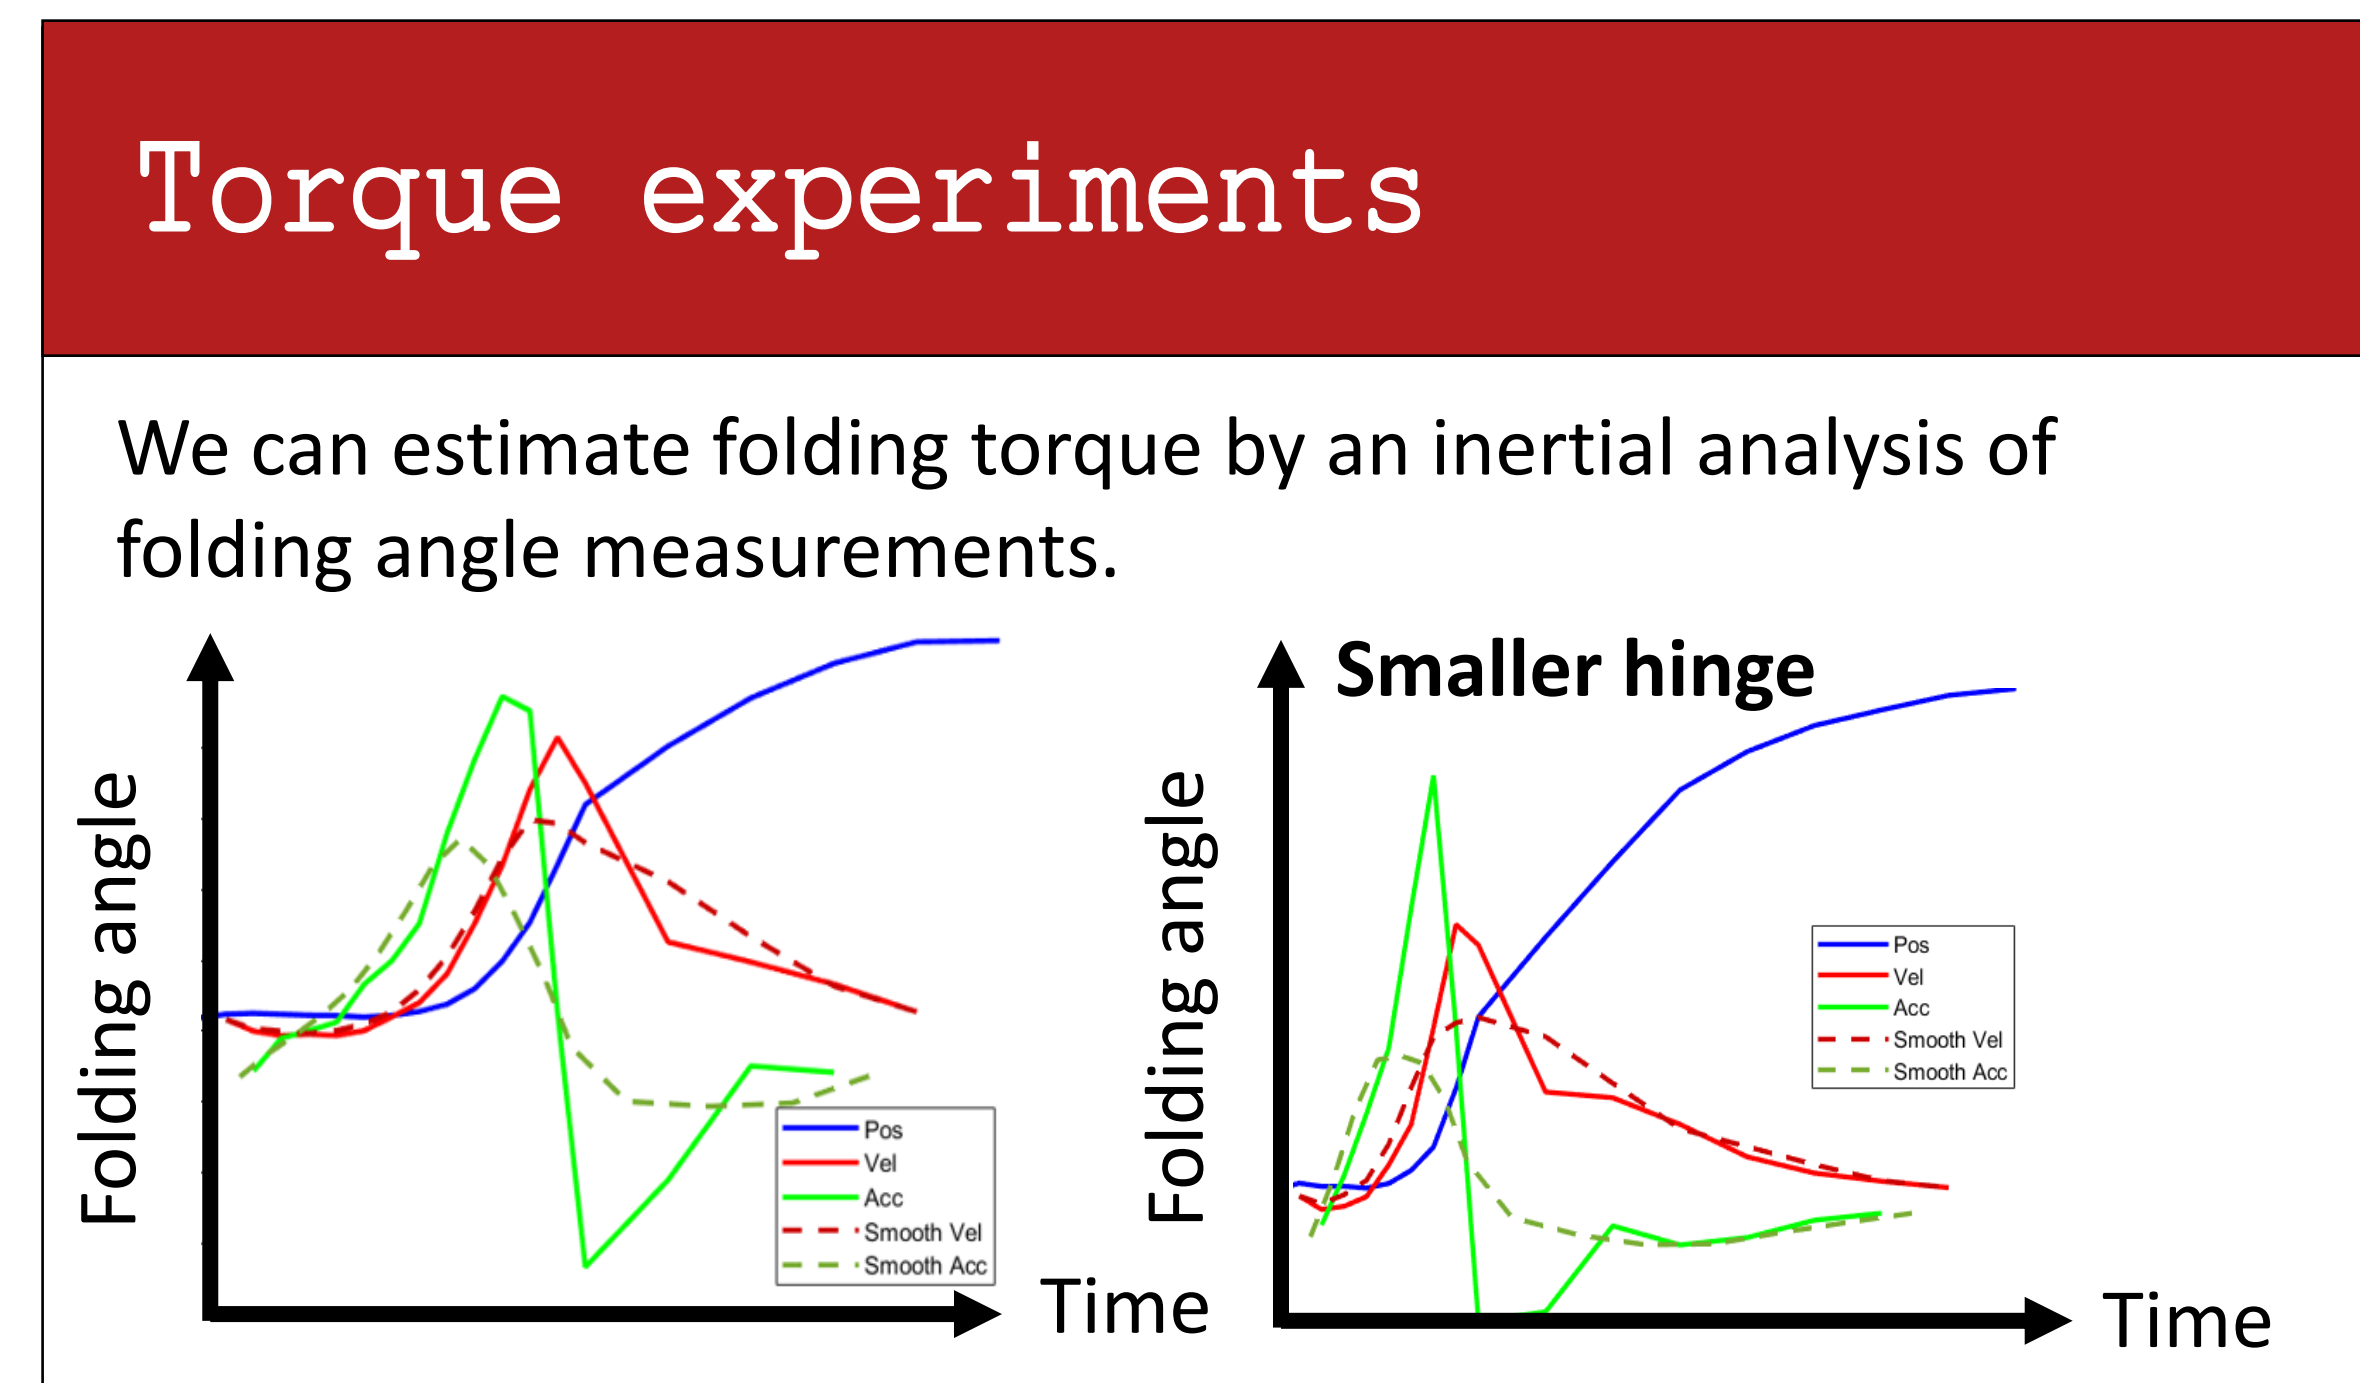 Torque experiments
We can estimate folding torque by an inertial analysis of
folding angle measurements.
Folding angle
Pos
Vel
Acc
Smooth Vel
Smooth Acc
Time
Smaller hinge
Folding angle
Pos
Vel
Acc
Smooth Vel
Smooth Acc
Time